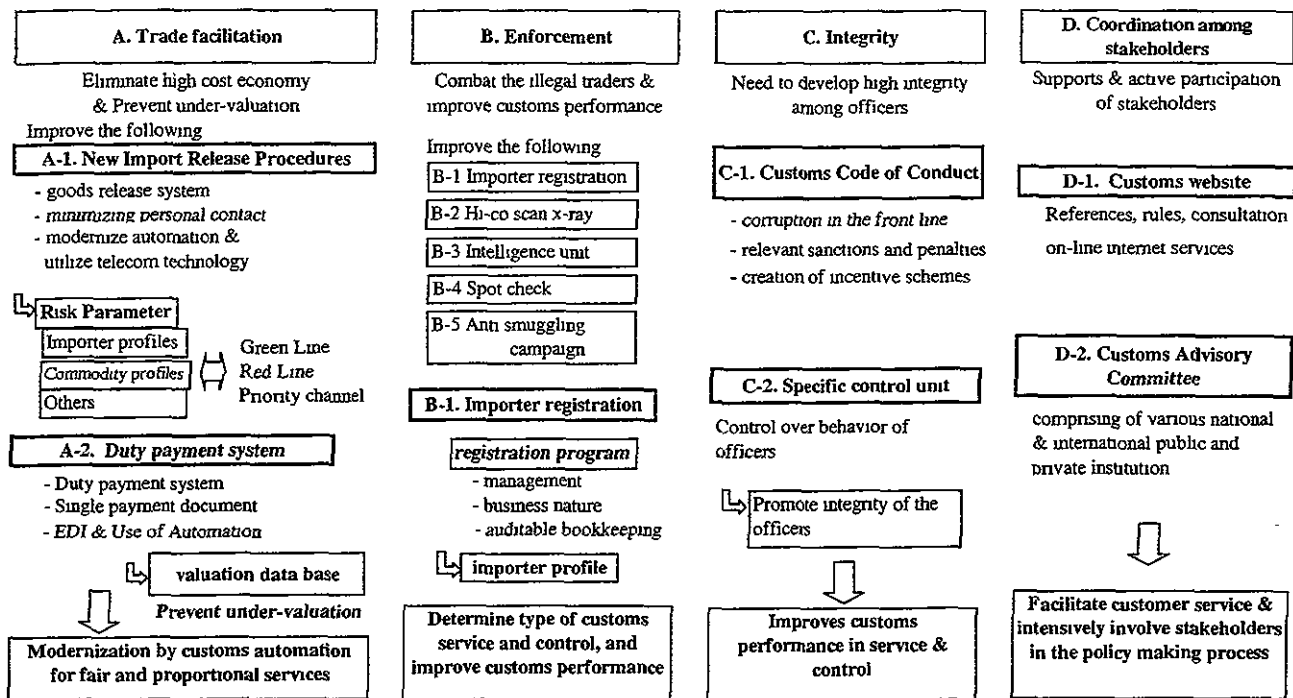 A. Trade facilitation
Eliminate high cost economy
& Prevent under-valuation
Improve the following
A-1. New Import Release Procedures
- goods release system
- minimizing personal contact
- modernize automation &
utilize telecom technology
Risk Parameter
Importer profiles
Commodity profiles
Others
Green Line
Red Line
Priority channel
A-2. Duty payment system
- Duty payment system
- Single payment document
- EDI & Use of Automation
valuation data base
Prevent under-valuation
Modernization by customs automation
for fair and proportional services
B. Enforcement
Combat the illegal traders &
improve customs performance
Improve the following
B-1 Importer registration
B-2 Hi-co scan x-ray
B-3 Intelligence unit
B-4 Spot check
B-5 Anti smuggling
campaign
B-1. Importer registration
registration program
- management
- business nature
- auditable bookkeeping
importer profile
Determine type of customs
service and control, and
improve customs performance
C. Integrity
Need to develop high integrity
among officers
C-1. Customs Code of Conduct
- corruption in the front line
- relevant sanctions and penalties
- creation of incentive schemes
C-2. Specific control unit
Control over behavior of
officers
Promote integrity of the
officers
Improves customs
performance in service &
control
D. Coordination among
stakeholders
Supports & active participation
of stakeholders
D-1. Customs website
References, rules, consultation
on-line internet services
D-2. Customs Advisory
Committee
comprising of various national
& international public and
private institution
Facilitate customer service &
intensively involve stakeholders
in the policy making process